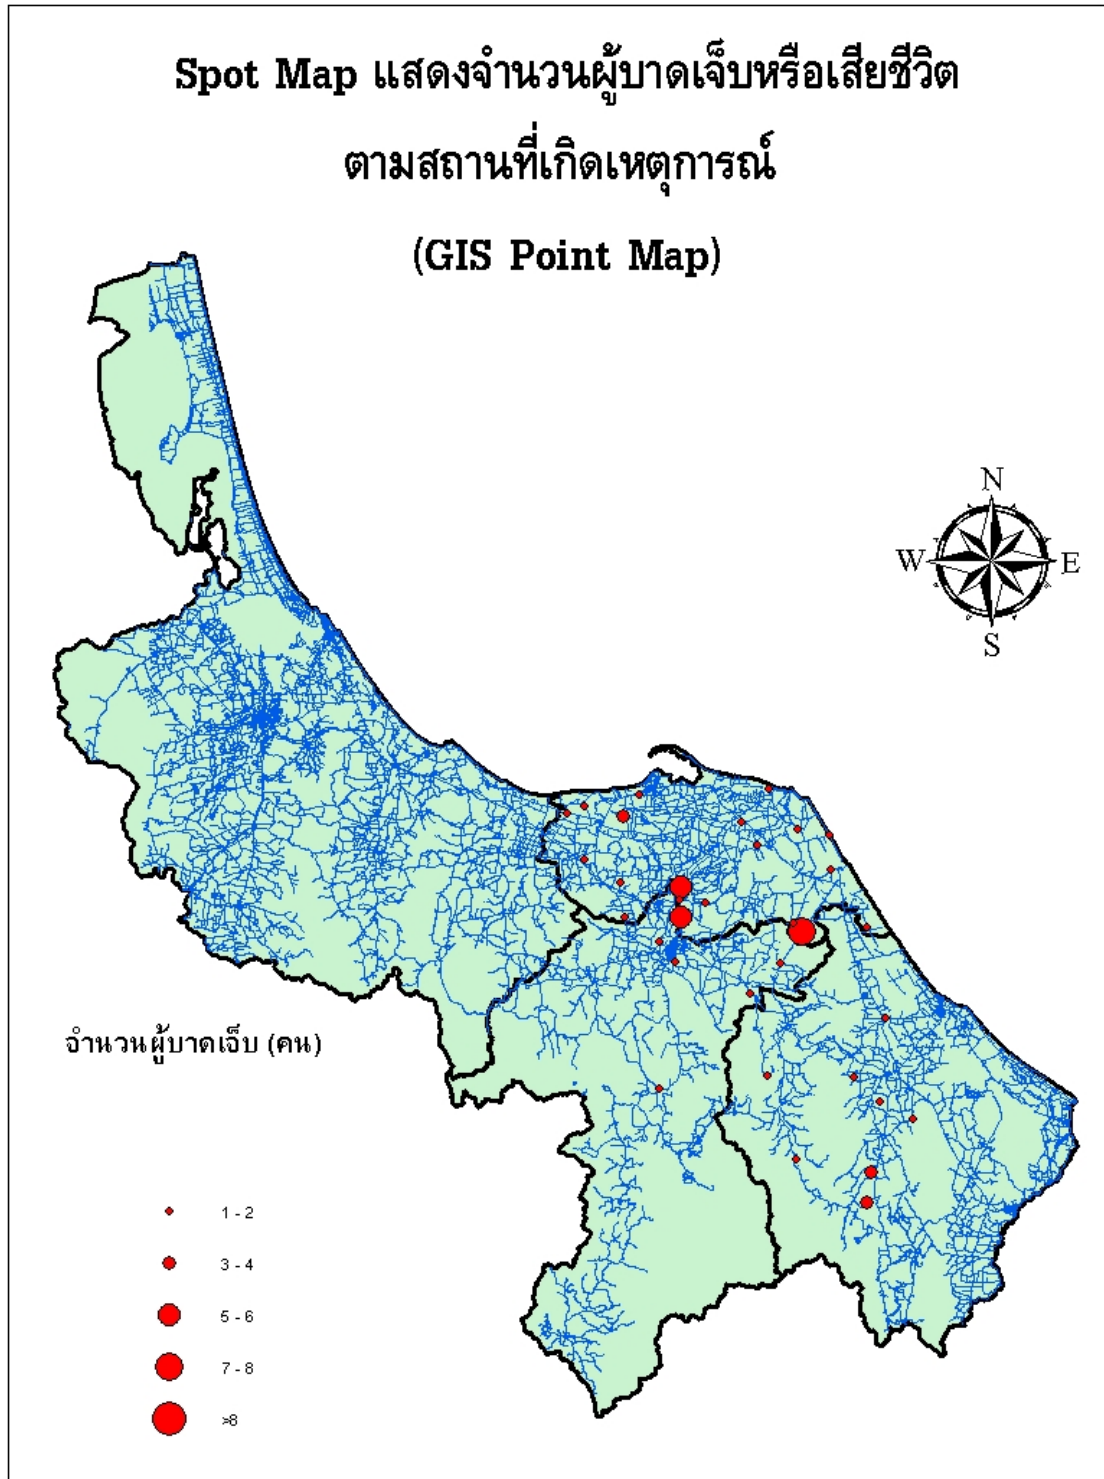 Spot Map แสดงจำนวนผู้บาดเจ็บหรือเสียชีวิต
ตามสถานที่เกิดเหตุการณ์
(GIS Point Map)
N
W
E
S
จำนวนผู้บาดเจ็บ (คน)
1 - 2
3 - 4
5 - 6
7 - 8
>8